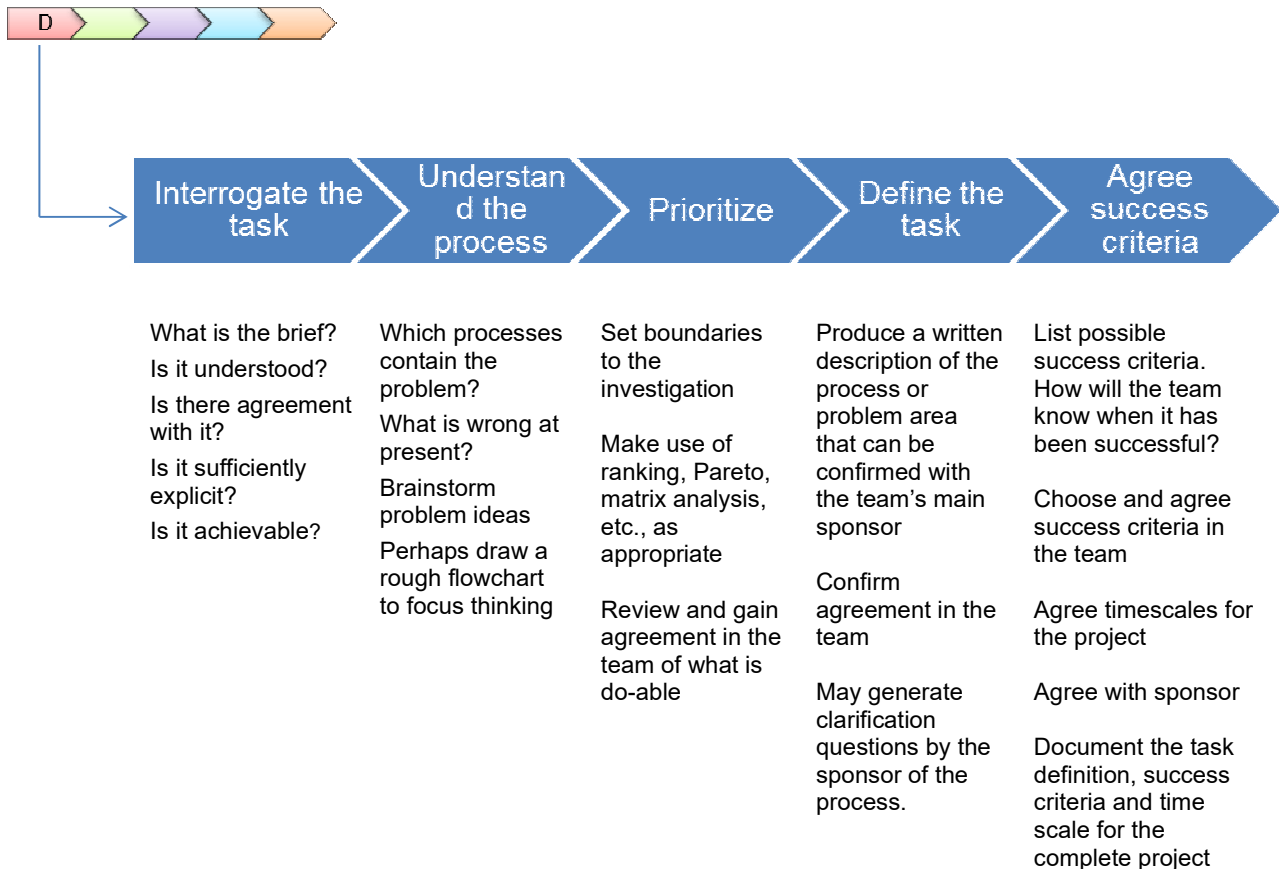 D
Interrogate the
task
Understan
d the
process
Prioritize
Define the
task
Agree
success
criteria
What is the brief?
Is it understood?
Is there agreement
with it?
Is it sufficiently
explicit?
Is it achievable?
Which processes
contain the
problem?
What is wrong at
present?
Brainstorm
problem ideas
Perhaps draw a
rough flowchart
to focus thinking
Set boundaries
to the
investigation
Make use of
ranking, Pareto,
matrix analysis,
etc., as
appropriate
Review and gain
agreement in the
team of what is
do-able
Produce a written
description of the
process or
problem area
that can be
confirmed with
the team’s main
sponsor
Confirm
agreement in the
team
May generate
clarification
questions by the
sponsor of the
process.
List possible
success criteria.
How will the team
know when it has
been successful?
Choose and agree
success criteria in
the team
Agree timescales for
the project
Agree with sponsor
Document the task
definition, success
criteria and time
scale for the
complete project